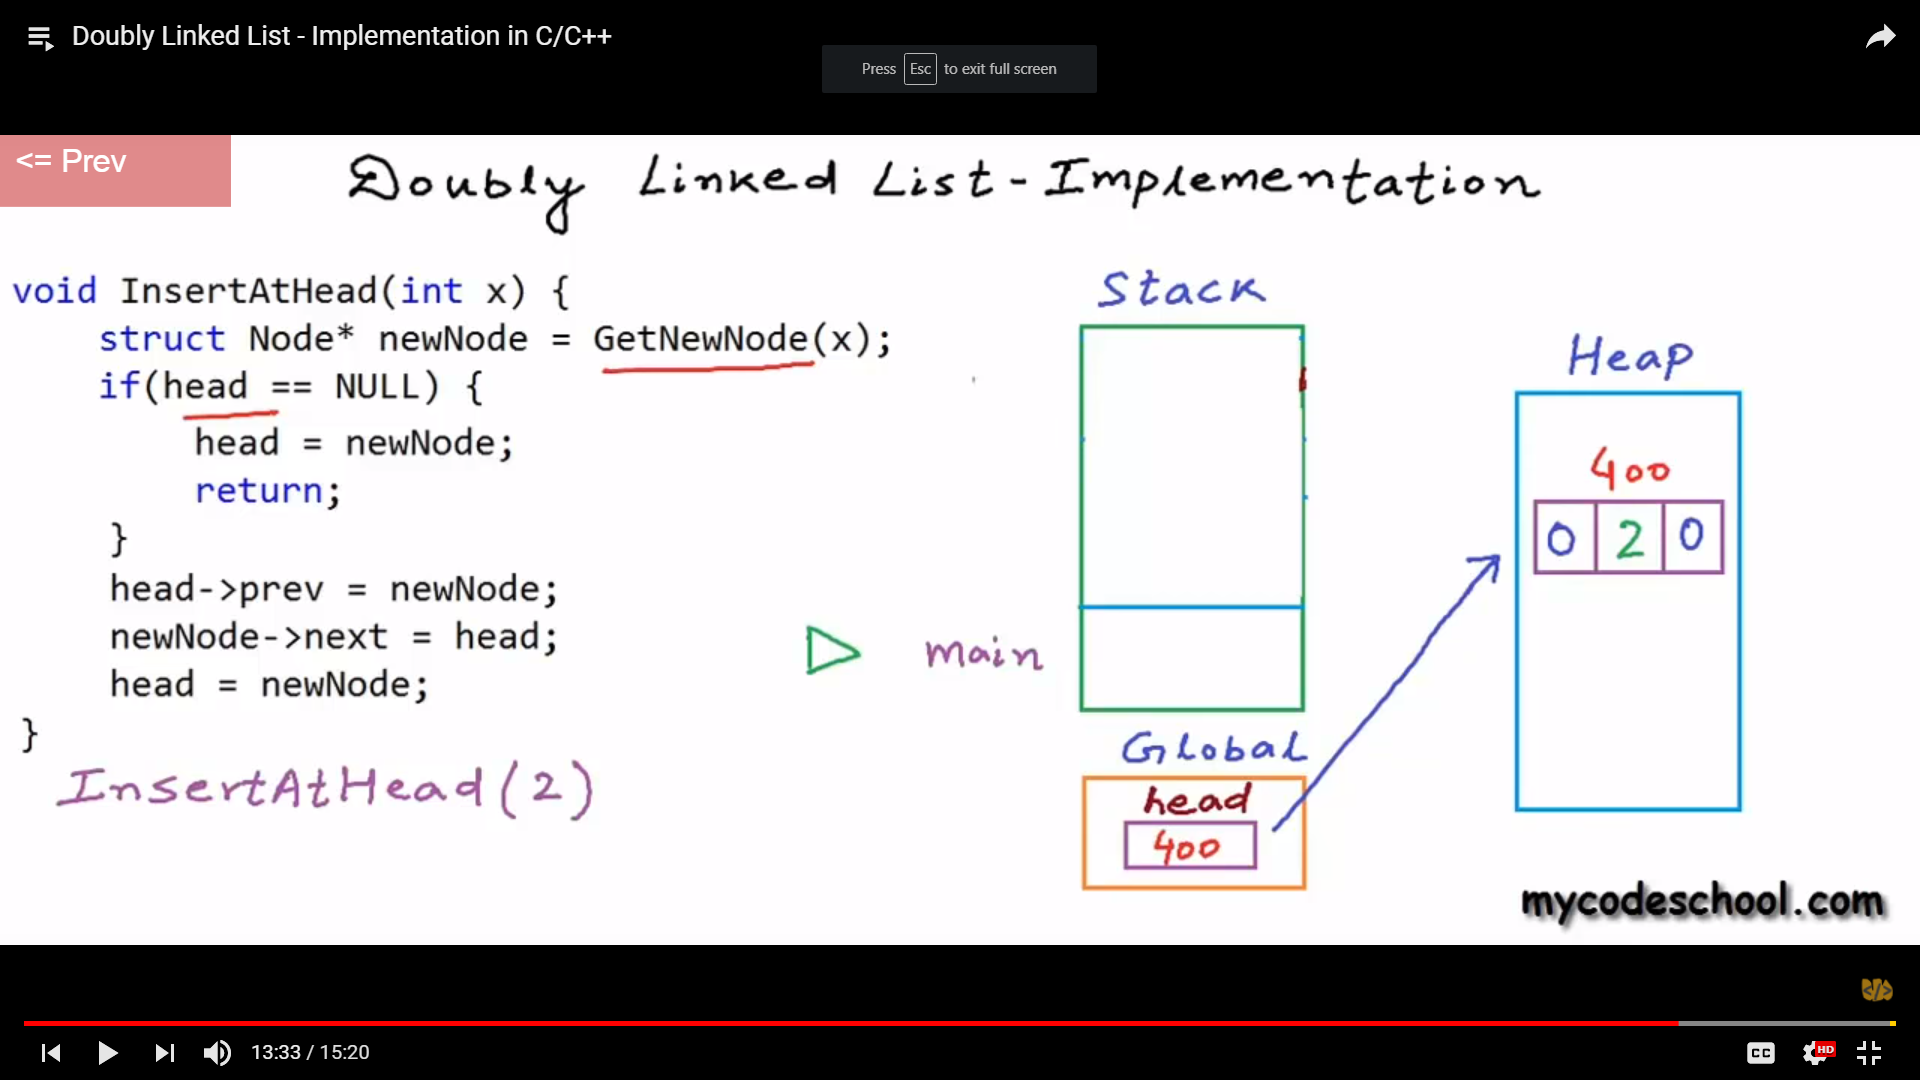 Doubly Linked List - Implementation in C/C++
Press Esc to exit full screen
<= Prev
Doubly Linked List - Implementation
void InsertAtHead(int x) {
struct Node* newNode = GetNewNode(x);
if(head == NULL) {
head = newNode;
return;
}
head->prev = newNode;
newNode->next = head;
head = newNode;
}
InsertAtHead(2)
Stack
main
Global
head
400
Heap
400
0 2 0
mycodeschool.com
13:33 / 15:20
CC
HD